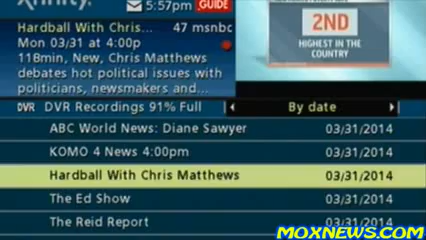 xfinity. 5:57pm GUIDE
Hardball With Chris... 47 msnbc
Mon 03/31 at 4:00p
118min, New, Chris Matthews
debates hot political issues with
politicians, newsmakers and...
2ND
HIGHEST IN THE
COUNTRY
DVR DVR Recordings 91% Full By date
ABC World News: Diane Sawyer 03/31/2014
KOMO 4 News 4:00pm 03/31/2014
Hardball With Chris Matthews 03/31/2014
The Ed Show 03/31/2014
The Reid Report 03/31/2014
MOXNEWS.COM